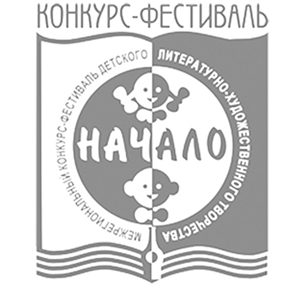 КОНКУРС-ФЕСТИВАЛЬ
МЕЖРЕГИОНАЛЬНЫЙ КОНКУРС-ФЕСТИВАЛЬ ДЕТСКОГО
ЛИТЕРАТУРНО-ХУДОЖЕСТВЕННОГО ТВОРЧЕСТВА
НАЧАЛО